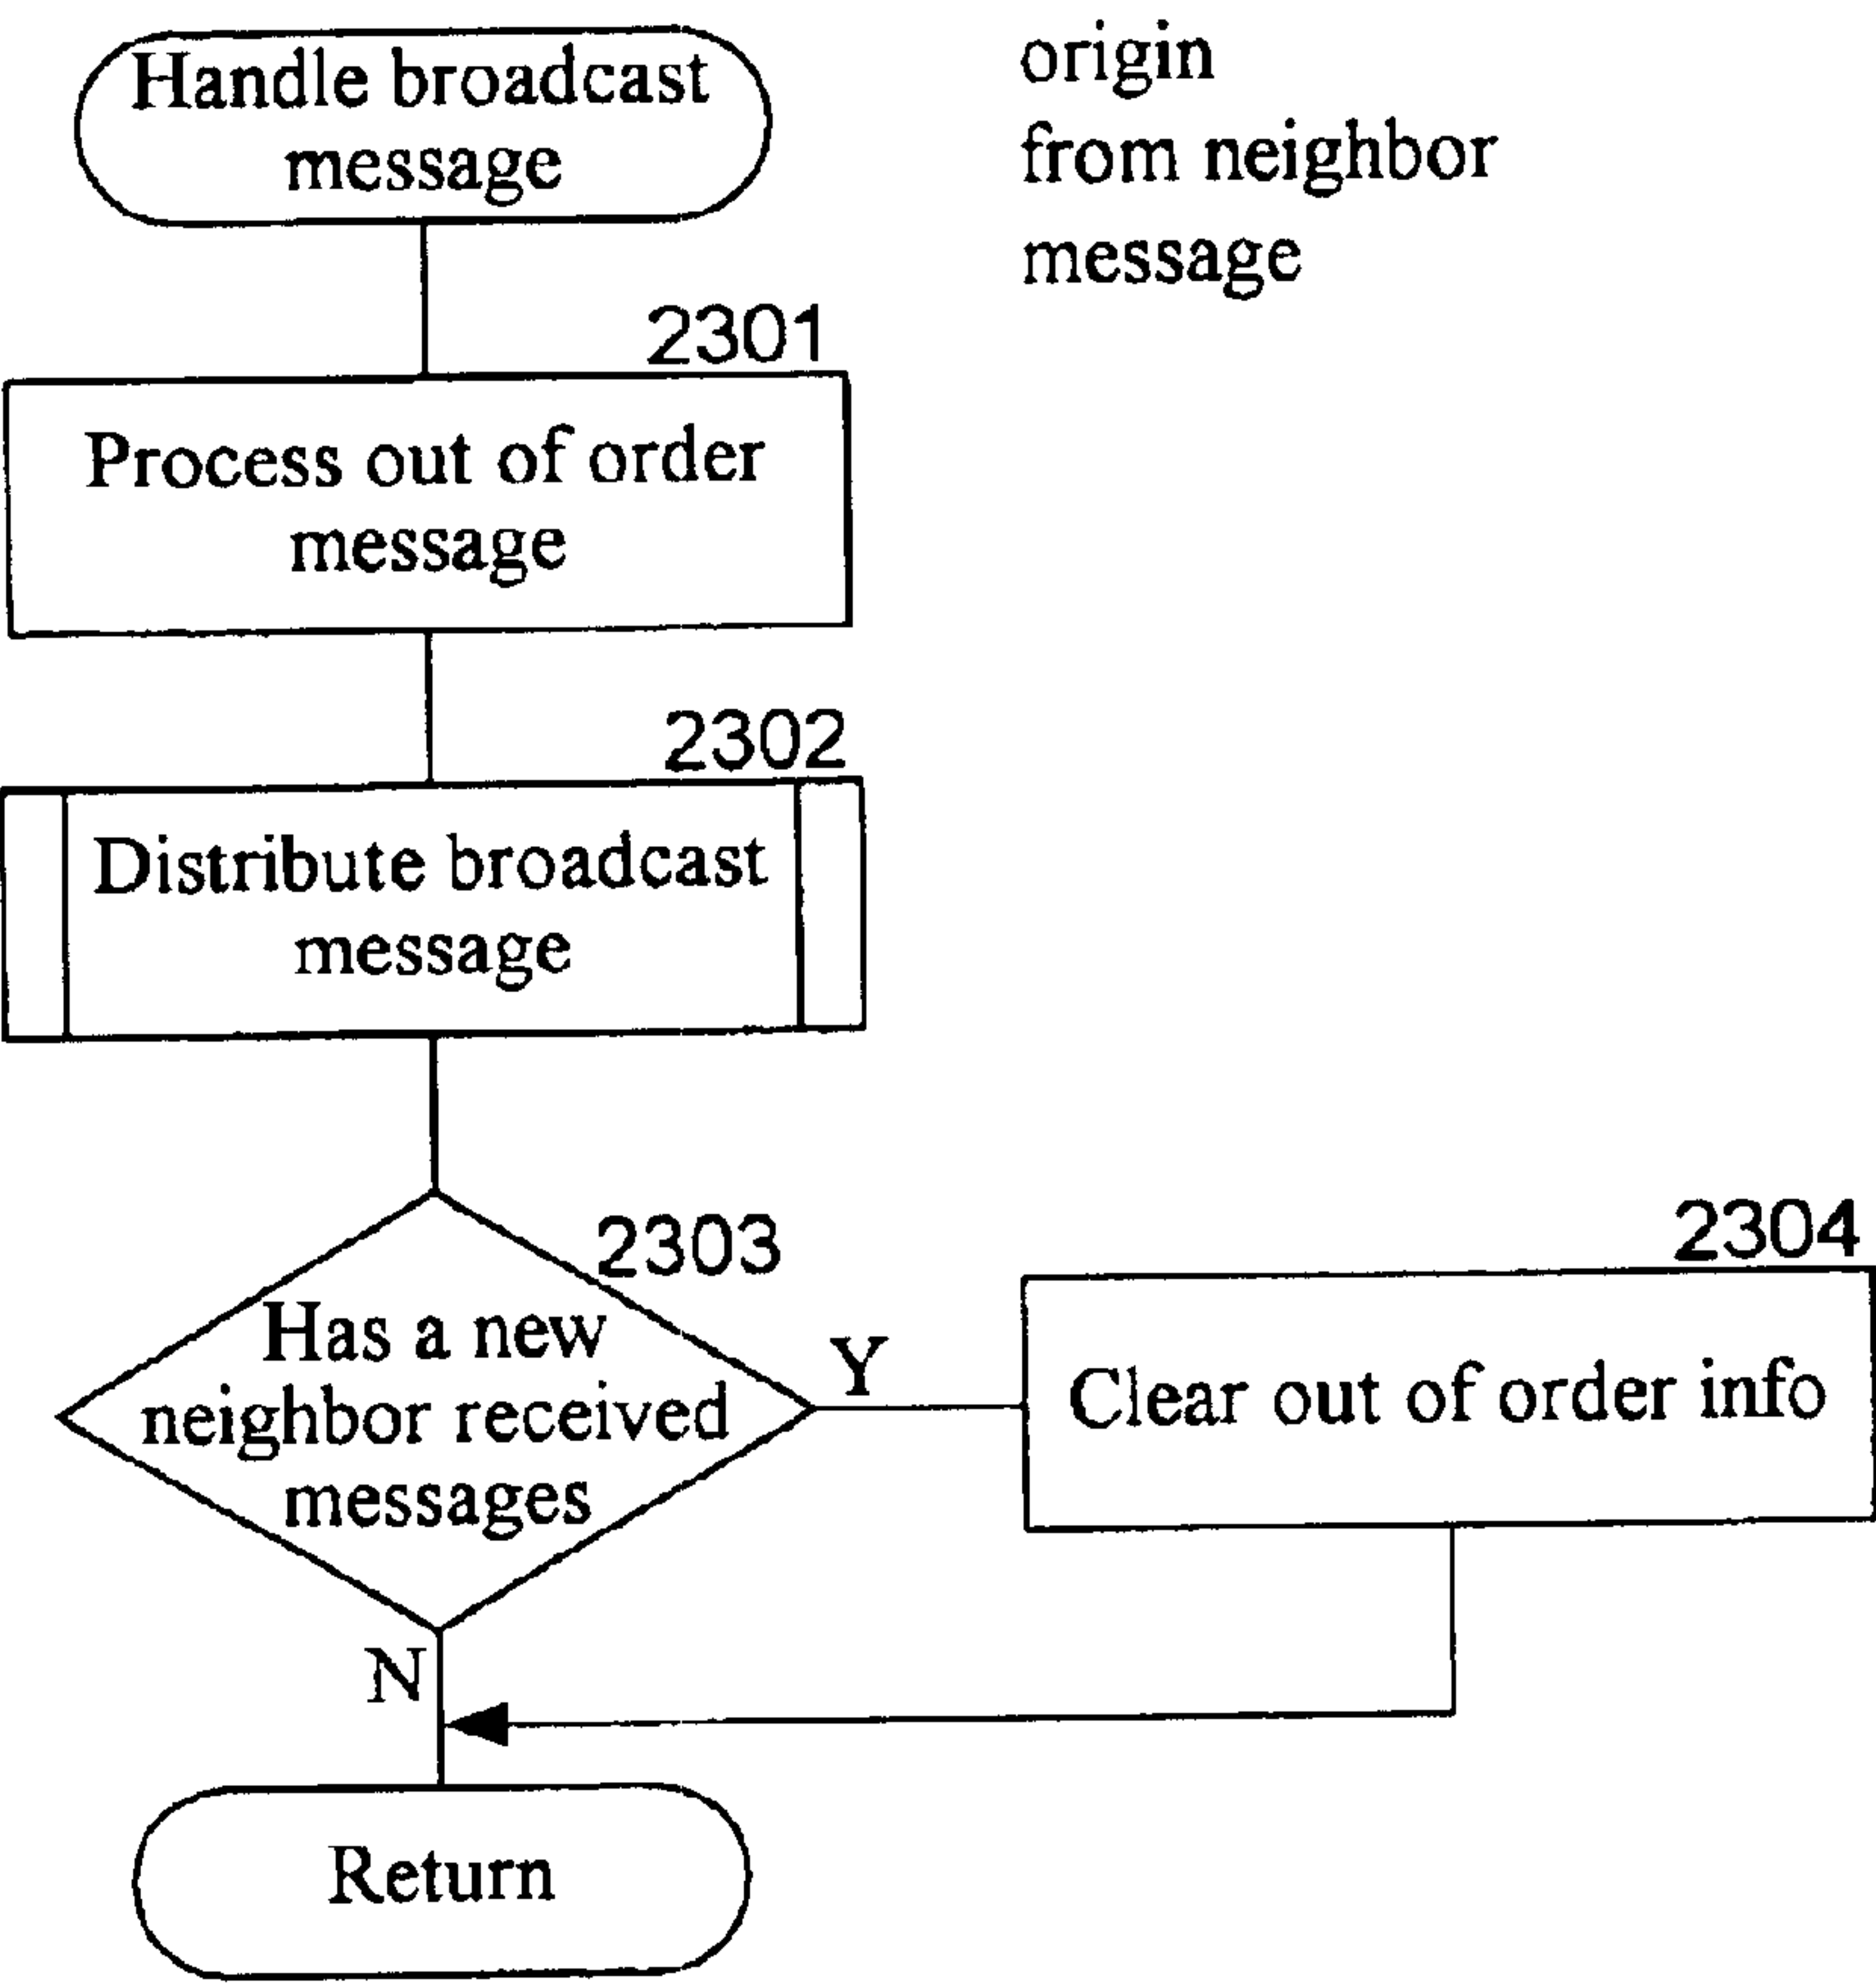 Handle broadcast
message
origin
from neighbor
message
2301
Process out of order
message
2302
Distribute broadcast
message
2303
Has a new
neighbor received
messages
Y
2304
Clear out of order info
N
Return